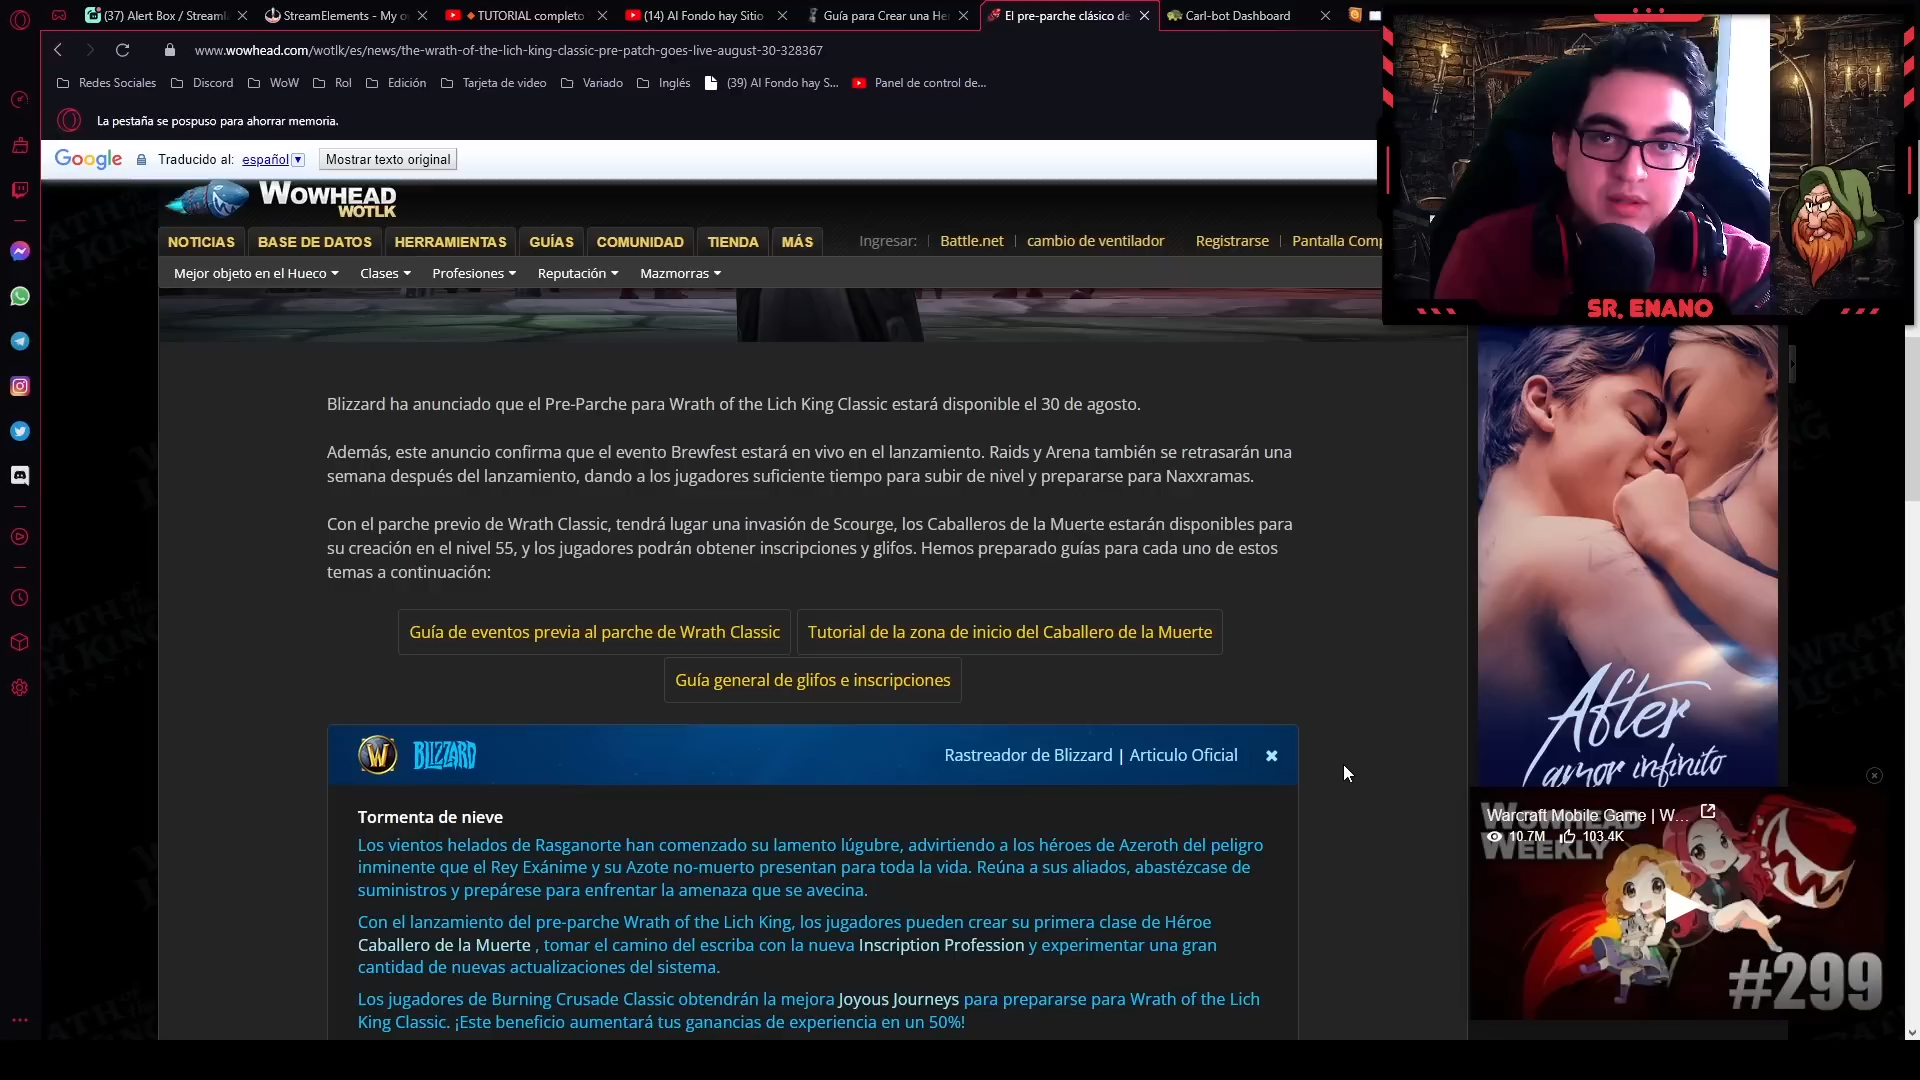 (37) Alert Box / Streaml
StreamElements - My o
TUTORIAL completo
(14) Al Fondo hay Sitio
Guía para Crear una He
El pre-parche clásico de
Carl-bot Dashboard
www.wowhead.com/wotlk/es/news/the-wrath-of-the-lich-king-classic-pre-patch-goes-live-august-30-328367
Redes Sociales
Discord
WoW
Rol
Edición
Tarjeta de video
Variado
Inglés
(39) Al Fondo hay S...
Panel de control de...
La pestaña se pospuso para ahorrar memoria.
Google
Traducido al: español
Mostrar texto original
WOWHEAD
WOTLK
NOTICIAS
BASE DE DATOS
HERRAMIENTAS
GUÍAS
COMUNIDAD
TIENDA
MÁS
Ingresar:
Battle.net
cambio de ventilador
Registrarse
Pantalla Comp
Mejor objeto en el Hueco
Clases
Profesiones
Reputación
Mazmorras
SR. ENANO
Blizzard ha anunciado que el Pre-Parche para Wrath of the Lich King Classic estará disponible el 30 de agosto.
Además, este anuncio confirma que el evento Brewfest estará en vivo en el lanzamiento. Raids y Arena también se retrasarán una
semana después del lanzamiento, dando a los jugadores suficiente tiempo para subir de nivel y prepararse para Naxxramas.
Con el parche previo de Wrath Classic, tendrá lugar una invasión de Scourge, los Caballeros de la Muerte estarán disponibles para
su creación en el nivel 55, y los jugadores podrán obtener inscripciones y glifos. Hemos preparado guías para cada uno de estos
temas a continuación:
Guía de eventos previa al parche de Wrath Classic
Tutorial de la zona de inicio del Caballero de la Muerte
Guía general de glifos e inscripciones
BLIZZARD
Rastreador de Blizzard | Articulo Oficial
Tormenta de nieve
Los vientos helados de Rasganorte han comenzado su lamento lúgubre, advirtiendo a los héroes de Azeroth del peligro
inminente que el Rey Exánime y su Azote no-muerto presentan para toda la vida. Reúna a sus aliados, abastézcase de
suministros y prepárese para enfrentar la amenaza que se avecina.
Con el lanzamiento del pre-parche Wrath of the Lich King, los jugadores pueden crear su primera clase de Héroe
Caballero de la Muerte , tomar el camino del escriba con la nueva Inscription Profession y experimentar una gran
cantidad de nuevas actualizaciones del sistema.
Los jugadores de Burning Crusade Classic obtendrán la mejora Joyous Journeys para prepararse para Wrath of the Lich
King Classic. ¡Este beneficio aumentará tus ganancias de experiencia en un 50%!
After
amor infinito
Warcraft Mobile Game | W...
10.7M
103.4K
WOWHEAD
WEEKLY
#299